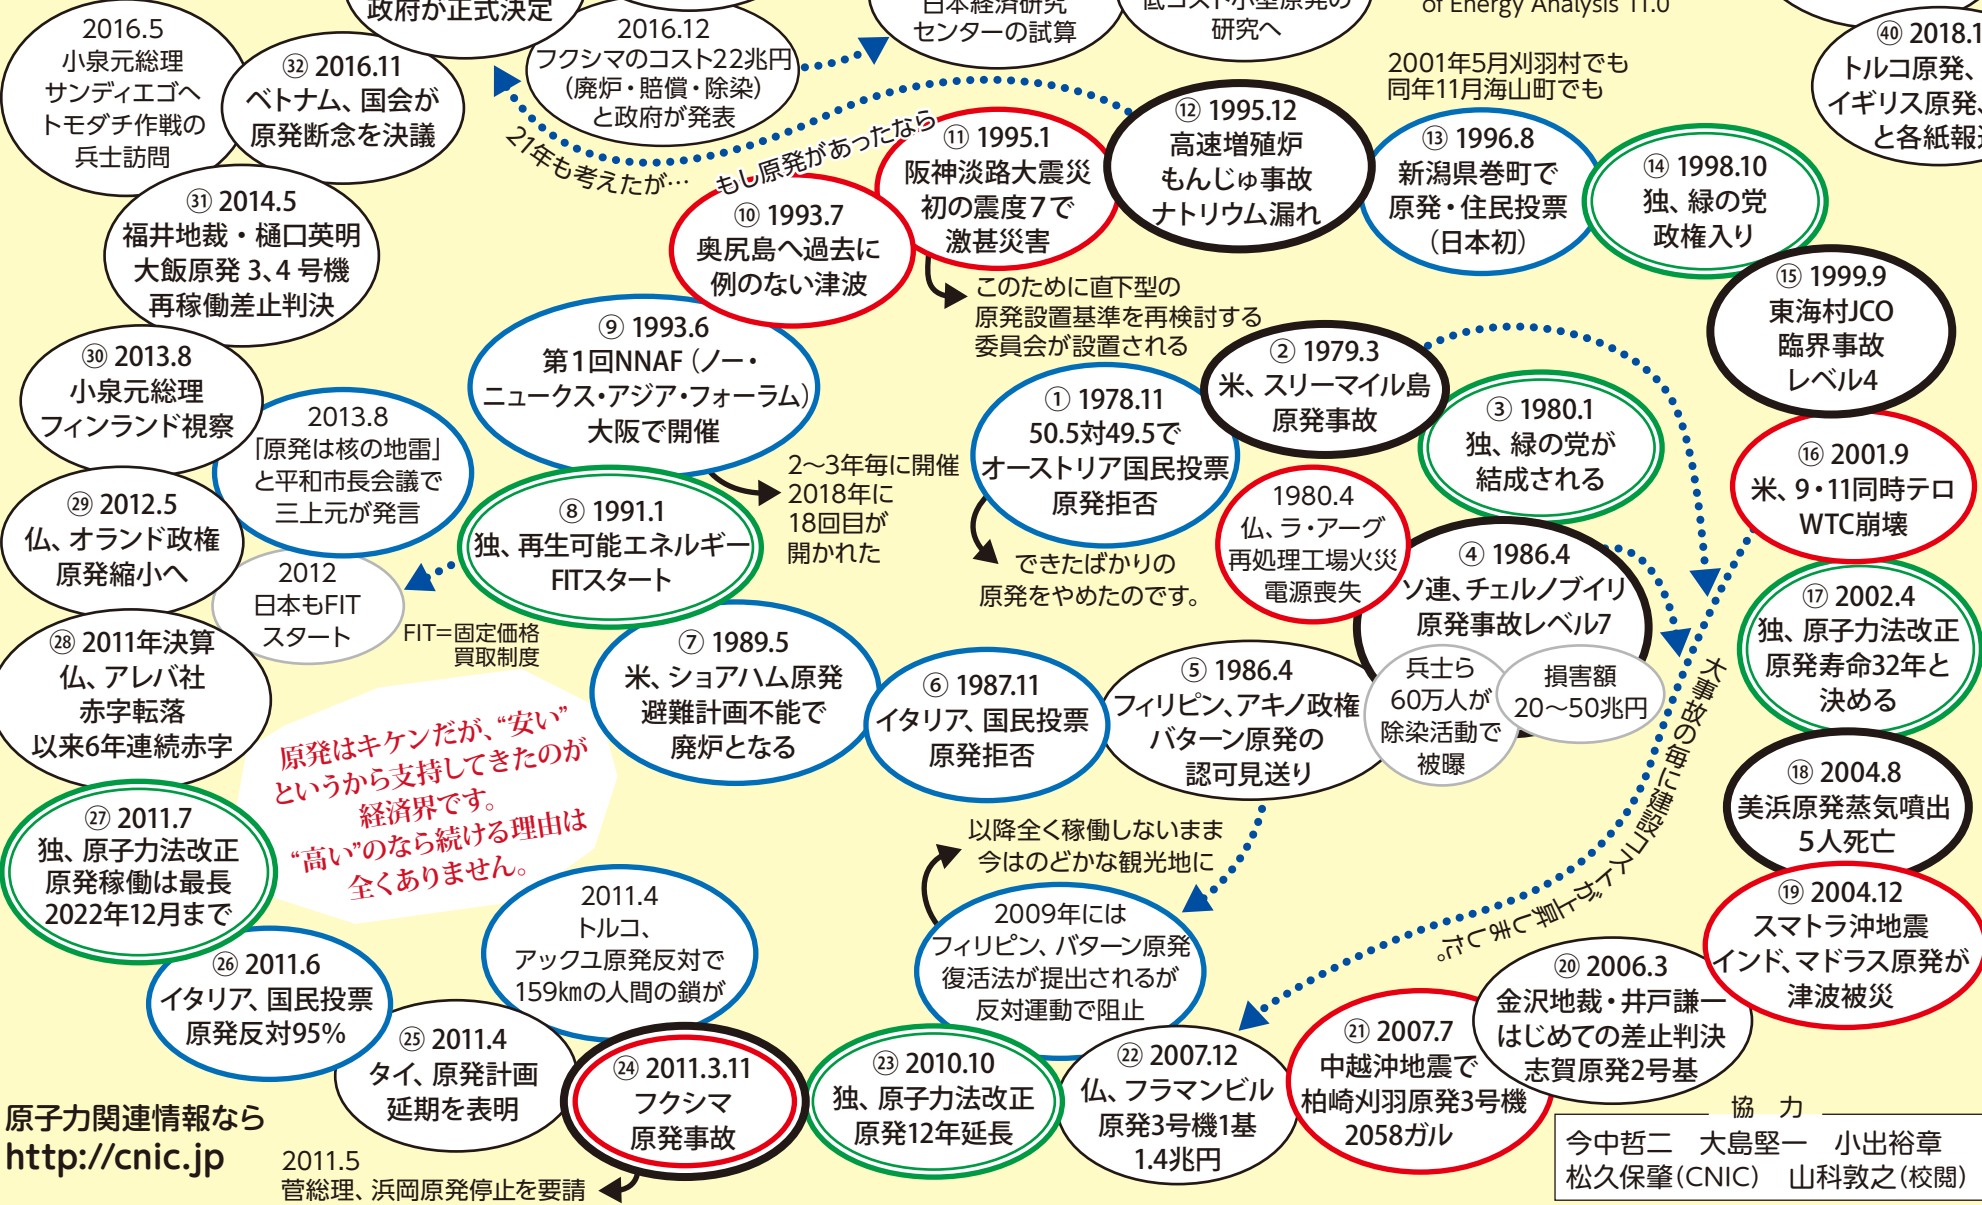 政府が正式決定
2016.5
小泉元総理
サンディエゴへ
トモダチ作戦の
兵士訪問
㉜ 2016.11
ベトナム、国会が
原発断念を決議
2016.12
フクシマのコスト22兆円
(廃炉・賠償・除染)
と政府が発表
日本経済研究
センターの試算
低コスト小型原発の
研究へ
of Energy Analysis 11.0
2001年5月刈羽村でも
同年11月海山町でも
㊵ 2018.1
トルコ原発、
イギリス原発、
と各紙報道
21年も考えたが…
もし原発があったなら
⑩ 1993.7
奥尻島へ過去に
例のない津波
⑪ 1995.1
阪神淡路大震災
初の震度7で
激甚災害
⑫ 1995.12
高速増殖炉
もんじゅ事故
ナトリウム漏れ
⑬ 1996.8
新潟県巻町で
原発・住民投票
(日本初)
⑭ 1998.10
独、緑の党
政権入り
⑮ 1999.9
東海村JCO
臨界事故
レベル4
㉛ 2014.5
福井地裁・樋口英明
大飯原発 3、4 号機
再稼働差止判決
このために直下型の
原発設置基準を再検討する
委員会が設置される
㉚ 2013.8
小泉元総理
フィンランド視察
2013.8
「原発は核の地雷」
と平和市長会議で
三上元が発言
⑨ 1993.6
第1回NNAF(ノー・
ニュークス・アジア・フォーラム)
大阪で開催
2〜3年毎に開催
2018年に
18回目が
開かれた
① 1978.11
50.5対49.5で
オーストリア国民投票
原発拒否
できたばかりの
原発をやめたのです。
② 1979.3
米、スリーマイル島
原発事故
③ 1980.1
独、緑の党が
結成される
1980.4
仏、ラ・アーグ
再処理工場火災
電源喪失
④ 1986.4
ソ連、チェルノブイリ
原発事故レベル7
兵士ら
60万人が
除染活動で
被曝
損害額
20〜50兆円
⑯ 2001.9
米、9・11同時テロ
WTC崩壊
⑰ 2002.4
独、原子力法改正
原発寿命32年と
決める
大事故の毎に建設コストが上昇しました。
㉙ 2012.5
仏、オランド政権
原発縮小へ
2012
日本もFIT
スタート
FIT=固定価格
買取制度
⑧ 1991.1
独、再生可能エネルギー
FITスタート
⑦ 1989.5
米、ショアハム原発
避難計画不能で
廃炉となる
⑥ 1987.11
イタリア、国民投票
原発拒否
⑤ 1986.4
フィリピン、アキノ政権
バターン原発の
認可見送り
㉘ 2011年決算
仏、アレバ社
赤字転落
以来6年連続赤字
原発はキケンだが、“安い”
というから支持してきたのが
経済界です。
“高い”のなら続ける理由は
全くありません。
⑱ 2004.8
美浜原発蒸気噴出
5人死亡
㉗ 2011.7
独、原子力法改正
原発稼働は最長
2022年12月まで
以降全く稼働しないまま
今はのどかな観光地に
2009年には
フィリピン、バターン原発
復活法が提出されるが
反対運動で阻止
2011.4
トルコ、
アックユ原発反対で
159㎞の人間の鎖が
⑲ 2004.12
スマトラ沖地震
インド、マドラス原発が
津波被災
⑳ 2006.3
金沢地裁・井戸謙一
はじめての差止判決
志賀原発2号基
㉖ 2011.6
イタリア、国民投票
原発反対95%
㉕ 2011.4
タイ、原発計画
延期を表明
㉔ 2011.3.11
フクシマ
原発事故
㉓ 2010.10
独、原子力法改正
原発12年延長
㉒ 2007.12
仏、フラマンビル
原発3号機1基
1.4兆円
㉑ 2007.7
中越沖地震で
柏崎刈羽原発3号機
2058ガル
原子力関連情報なら
http://cnic.jp
2011.5
菅総理、浜岡原発停止を要請
協 力
今中哲二 大島堅一 小出裕章
松久保肇(CNIC) 山科敦之(校閲)